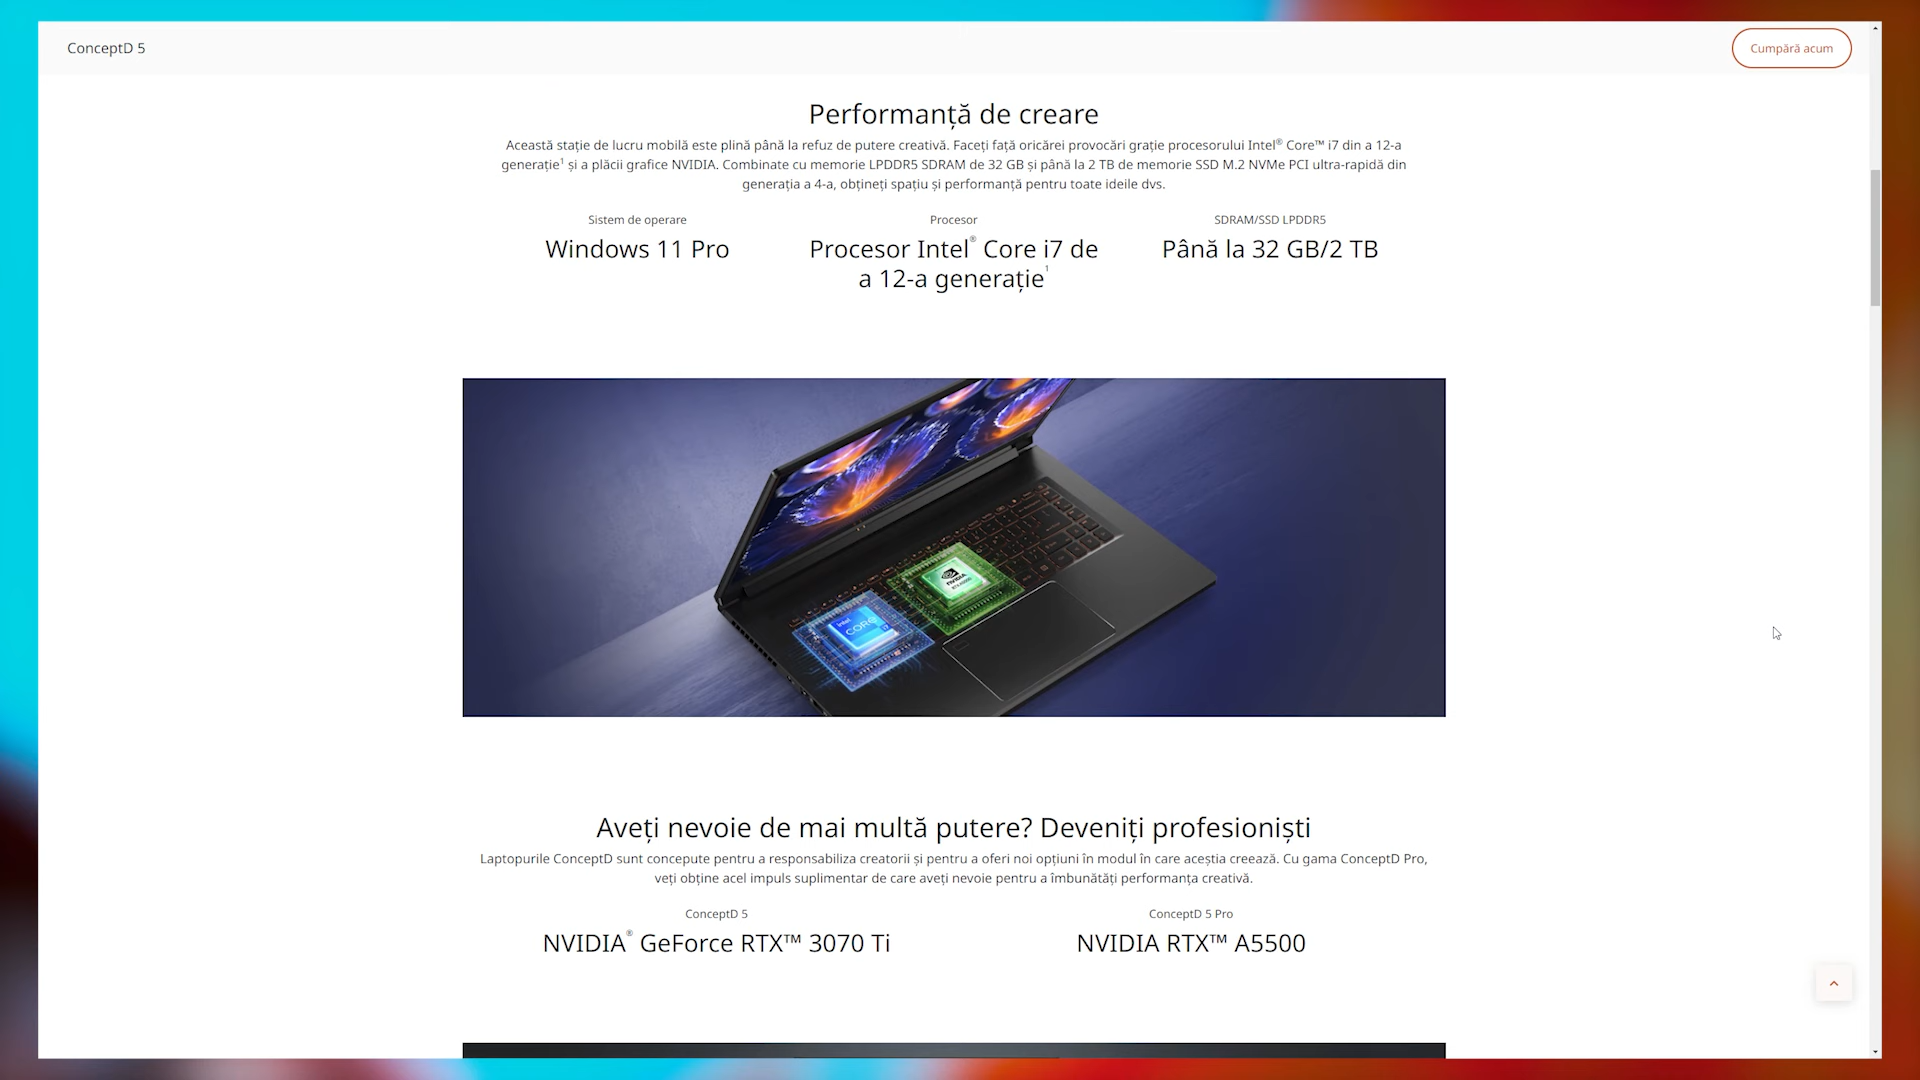 ConceptD 5
Cumpără acum
Performanță de creare
Această stație de lucru mobilă este plină până la refuz de putere creativă. Faceți față oricărei provocări grație procesorului Intel® Core™ i7 din a 12-a
generație¹ și a plăcii grafice NVIDIA. Combinate cu memorie LPDDR5 SDRAM de 32 GB și până la 2 TB de memorie SSD M.2 NVMe PCI ultra-rapidă din
generația a 4-a, obțineți spațiu și performanță pentru toate ideile dvs.
Sistem de operare
Windows 11 Pro
Procesor
Procesor Intel® Core i7 de
a 12-a generație¹
SDRAM/SSD LPDDR5
Până la 32 GB/2 TB
NVIDIA
intel
CORE
i7
Aveți nevoie de mai multă putere? Deveniți profesioniști
Laptopurile ConceptD sunt concepute pentru a responsabiliza creatorii și pentru a oferi noi opțiuni în modul în care aceștia creează. Cu gama ConceptD Pro,
veți obține acel impuls suplimentar de care aveți nevoie pentru a îmbunătăți performanța creativă.
ConceptD 5
NVIDIA® GeForce RTX™ 3070 Ti
ConceptD 5 Pro
NVIDIA RTX™ A5500